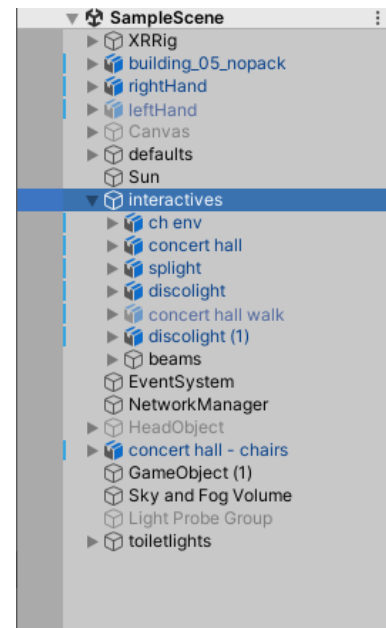 SampleScene
XRRig
building_05_nopack
rightHand
leftHand
Canvas
defaults
Sun
interactives
ch env
concert hall
splight
discolight
concert hall walk
discolight (1)
beams
EventSystem
NetworkManager
HeadObject
concert hall - chairs
GameObject (1)
Sky and Fog Volume
Light Probe Group
toiletlights